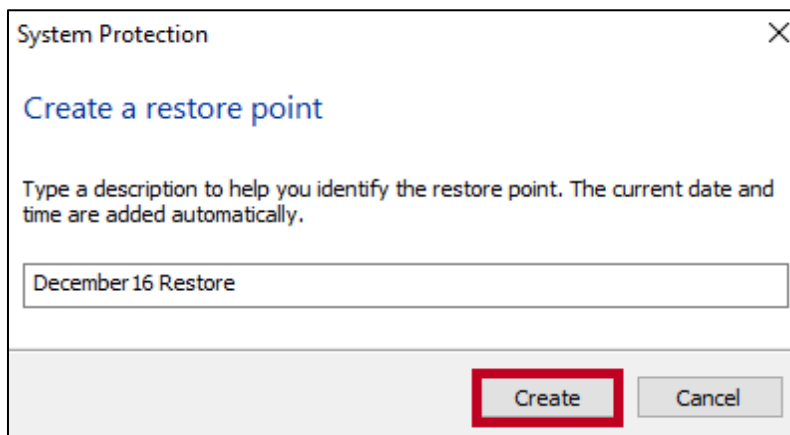 System Protection
Create a restore point
Type a description to help you identify the restore point. The current date and
time are added automatically.
December 16 Restore
Create
Cancel